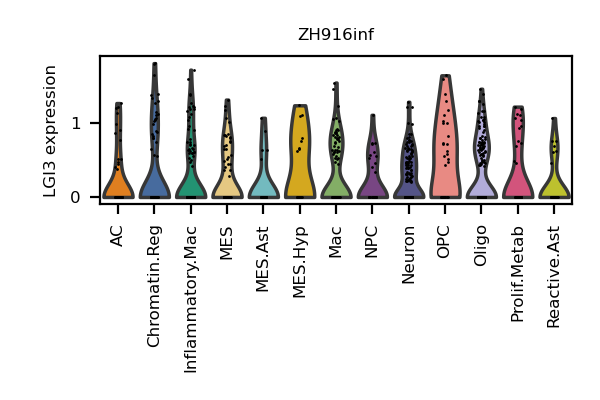 ZH916inf
LGI3 expression
1
0
AC
Chromatin.Reg
Inflammatory.Mac
MES
MES.Ast
MES.Hyp
Mac
NPC
Neuron
OPC
Oligo
Prolif.Metab
Reactive.Ast